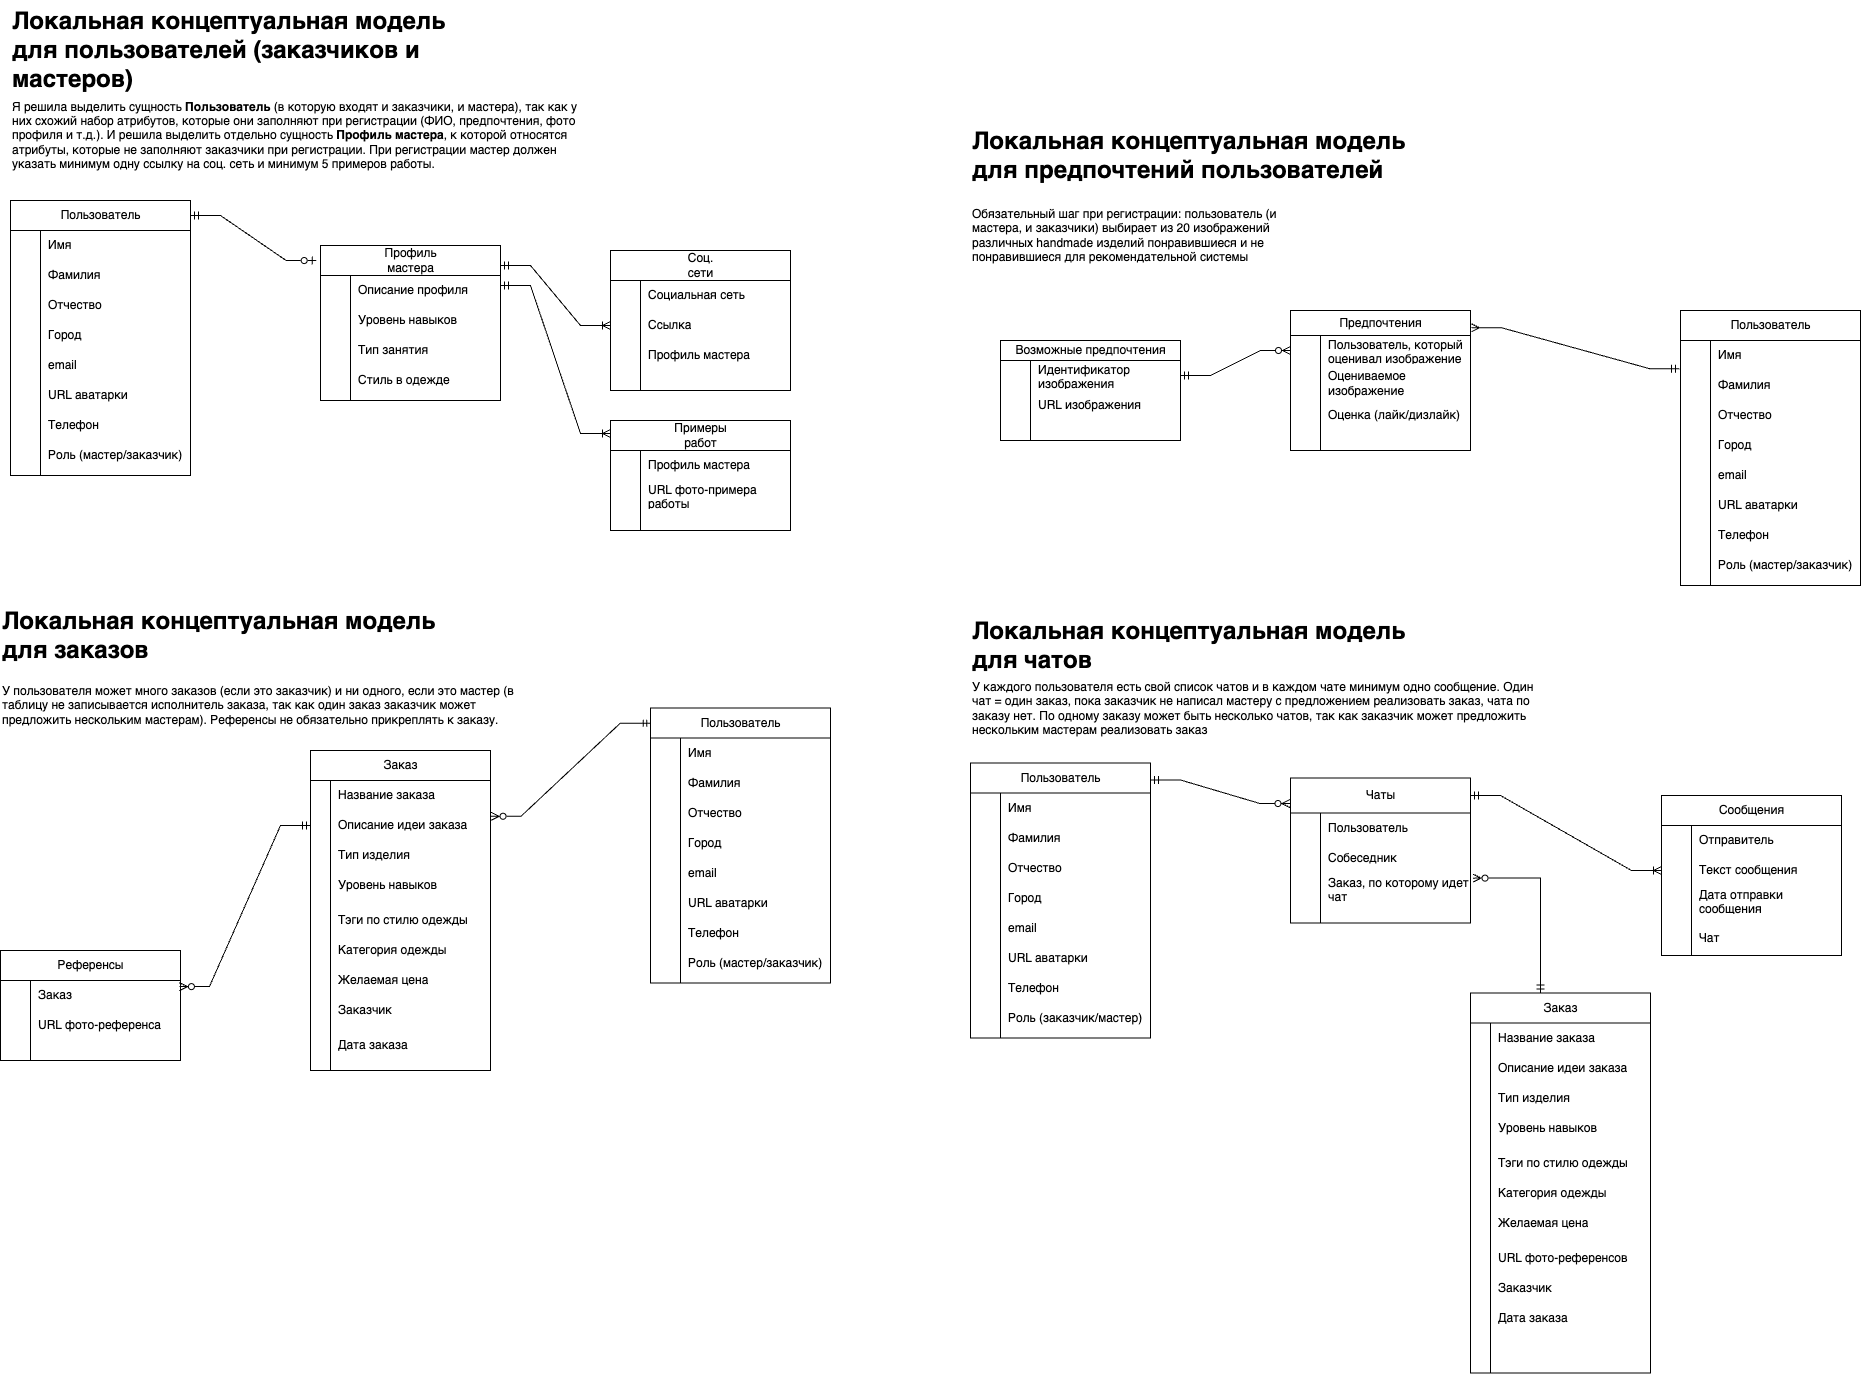 Локальная концептуальная модель
для пользователей (заказчиков и
мастеров)
Я решила выделить сущность Пользователь (в которую входят и заказчики, и мастера), так как у
них схожий набор атрибутов, которые они заполняют при регистрации (ФИО, предпочтения, фото
профиля и т.д.). И решила выделить отдельно сущность Профиль мастера, к которой относятся
атрибуты, которые не заполняют заказчики при регистрации. При регистрации мастер должен
указать минимум одну ссылку на соц. сеть и минимум 5 примеров работы.
Пользователь
Имя
Фамилия
Отчество
Город
email
URL аватарки
Телефон
Роль (мастер/заказчик)
Профиль
мастера
Описание профиля
Уровень навыков
Тип занятия
Стиль в одежде
Соц.
сети
Социальная сеть
Ссылка
Профиль мастера
Примеры
работ
Профиль мастера
URL фото-примера
работы
Локальная концептуальная модель
для предпочтений пользователей
Обязательный шаг при регистрации: пользователь (и
мастера, и заказчики) выбирает из 20 изображений
различных handmade изделий понравившиеся и не
понравившиеся для рекомендательной системы
Возможные предпочтения
Идентификатор
изображения
URL изображения
Предпочтения
Пользователь, который
оценивал изображение
Оцениваемое
изображение
Оценка (лайк/дизлайк)
Пользователь
Имя
Фамилия
Отчество
Город
email
URL аватарки
Телефон
Роль (мастер/заказчик)
Локальная концептуальная модель
для заказов
У пользователя может много заказов (если это заказчик) и ни одного, если это мастер (в
таблицу не записывается исполнитель заказа, так как один заказ заказчик может
предложить нескольким мастерам). Референсы не обязательно прикреплять к заказу.
Референсы
Заказ
URL фото-референса
Заказ
Название заказа
Описание идеи заказа
Тип изделия
Уровень навыков
Тэги по стилю одежды
Категория одежды
Желаемая цена
Заказчик
Дата заказа
Пользователь
Имя
Фамилия
Отчество
Город
email
URL аватарки
Телефон
Роль (мастер/заказчик)
Локальная концептуальная модель
для чатов
У каждого пользователя есть свой список чатов и в каждом чате минимум одно сообщение. Один
чат = один заказ, пока заказчик не написал мастеру с предложением реализовать заказ, чата по
заказу нет. По одному заказу может быть несколько чатов, так как заказчик может предложить
нескольким мастерам реализовать заказ
Пользователь
Имя
Фамилия
Отчество
Город
email
URL аватарки
Телефон
Роль (заказчик/мастер)
Чаты
Пользователь
Собеседник
Заказ, по которому идет
чат
Сообщения
Отправитель
Текст сообщения
Дата отправки
сообщения
Чат
Заказ
Название заказа
Описание идеи заказа
Тип изделия
Уровень навыков
Тэги по стилю одежды
Категория одежды
Желаемая цена
URL фото-референсов
Заказчик
Дата заказа